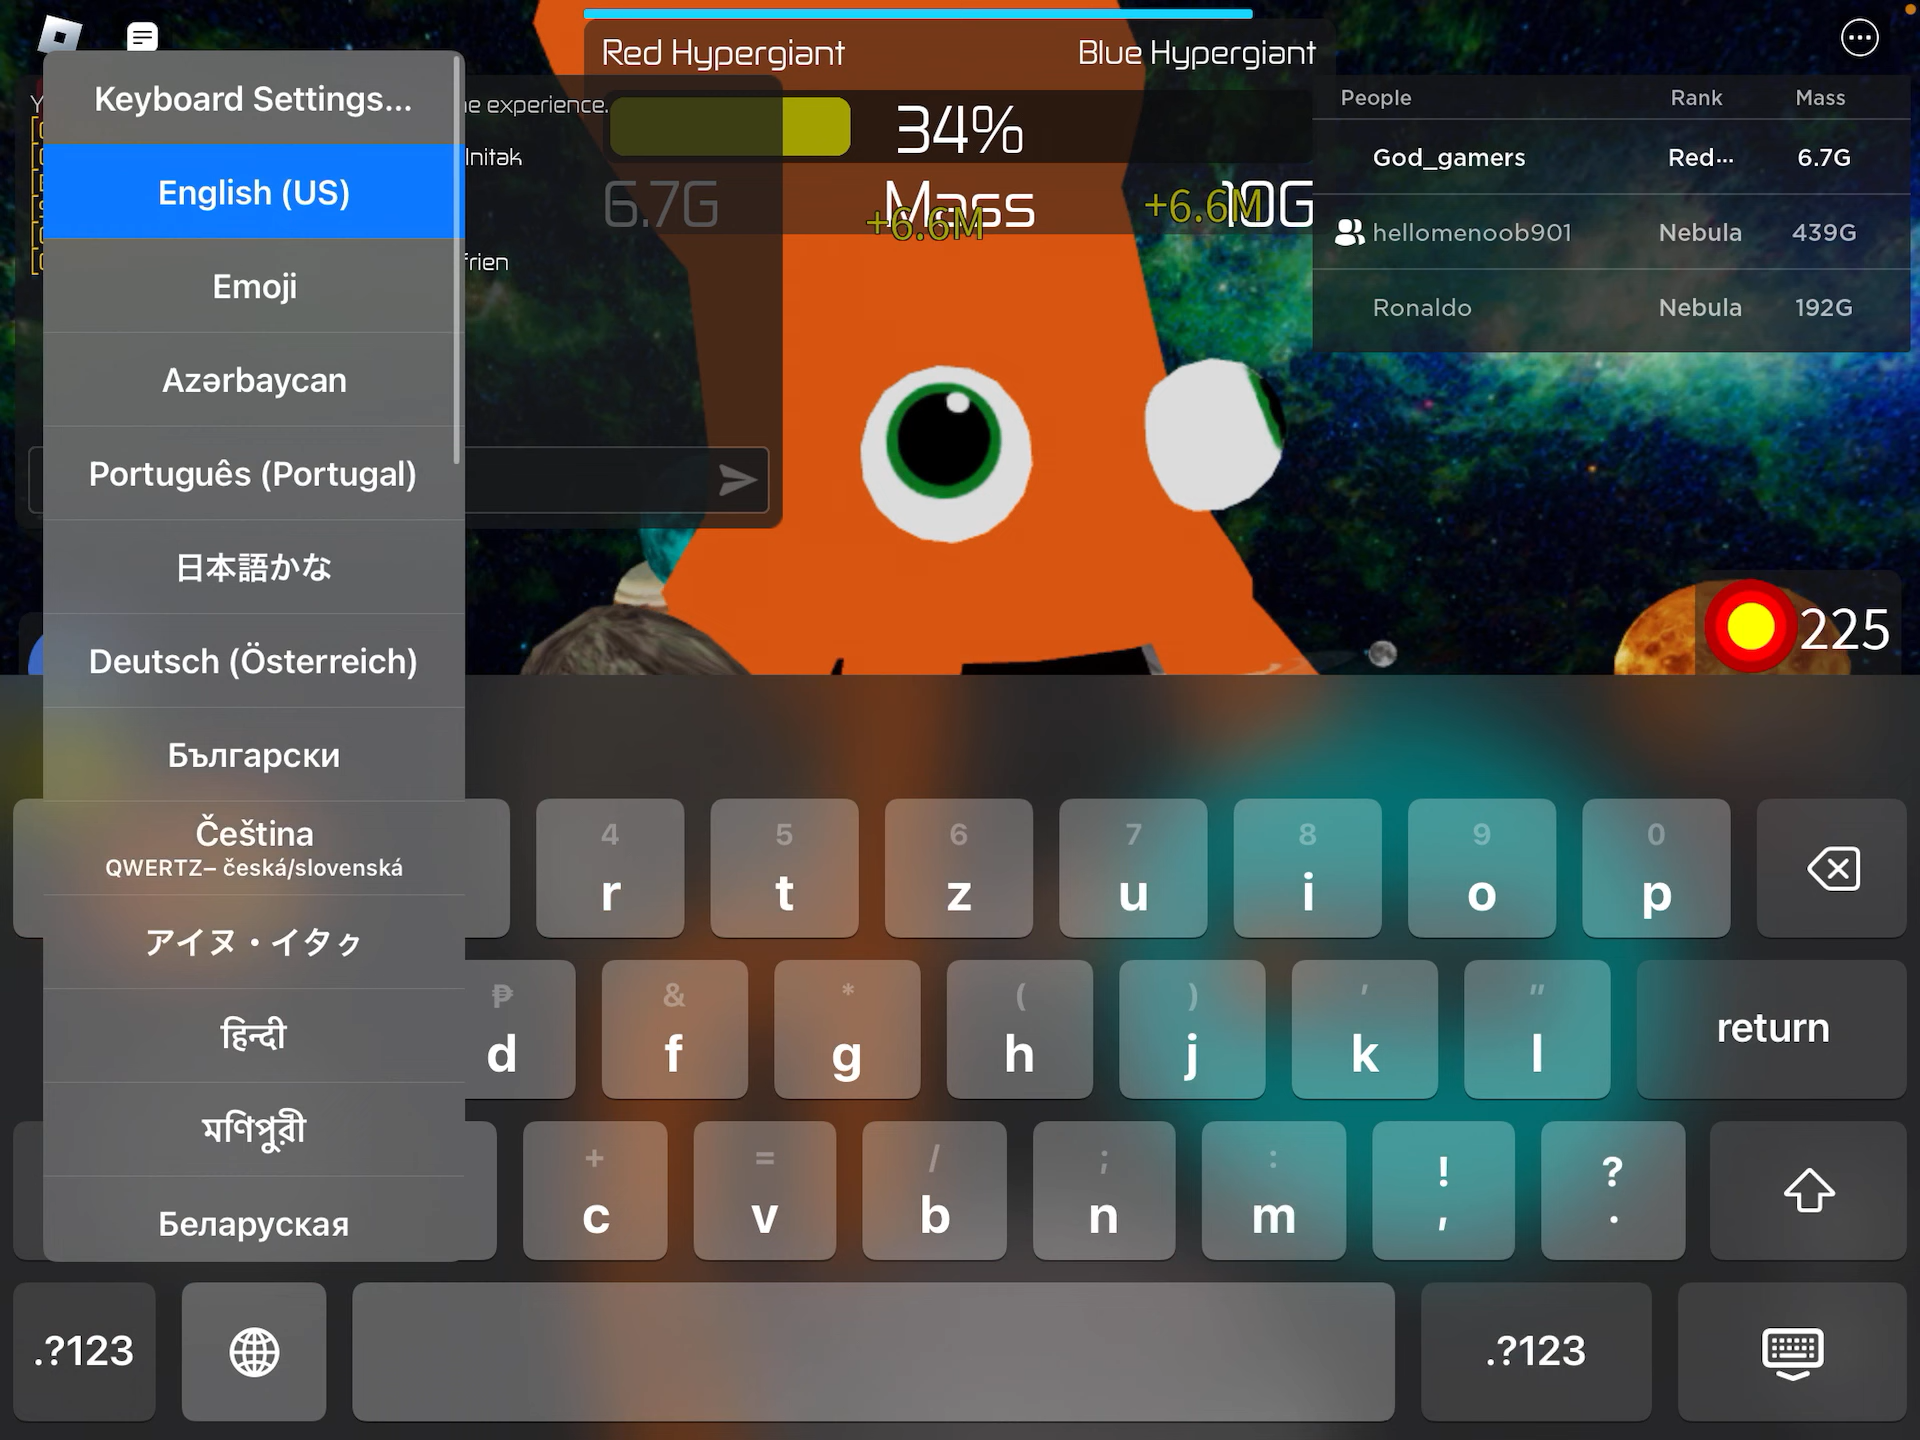 Keyboard Settings...
English (US)
Emoji
Azərbaycan
Português (Portugal)
日本語かな
Deutsch (Österreich)
Български
Čeština
QWERTZ– česká/slovenská
アイヌ・イタㇰ
हिन्दी
মণিপুরী
Беларуская
e experience.
lnitak
frien
Red Hypergiant
Blue Hypergiant
34%
6.7G
Mass
10G
+6.6M
+6.6M
People Rank Mass
God_gamers Red... 6.7G
hellomenoob901 Nebula 439G
Ronaldo Nebula 192G
225
4 5 6 7 8 9 0
r t z u i o p
₱ & * ( ) ' "
d f g h j k l return
+ = / ; : ! ?
c v b n m , .
.?123 .?123